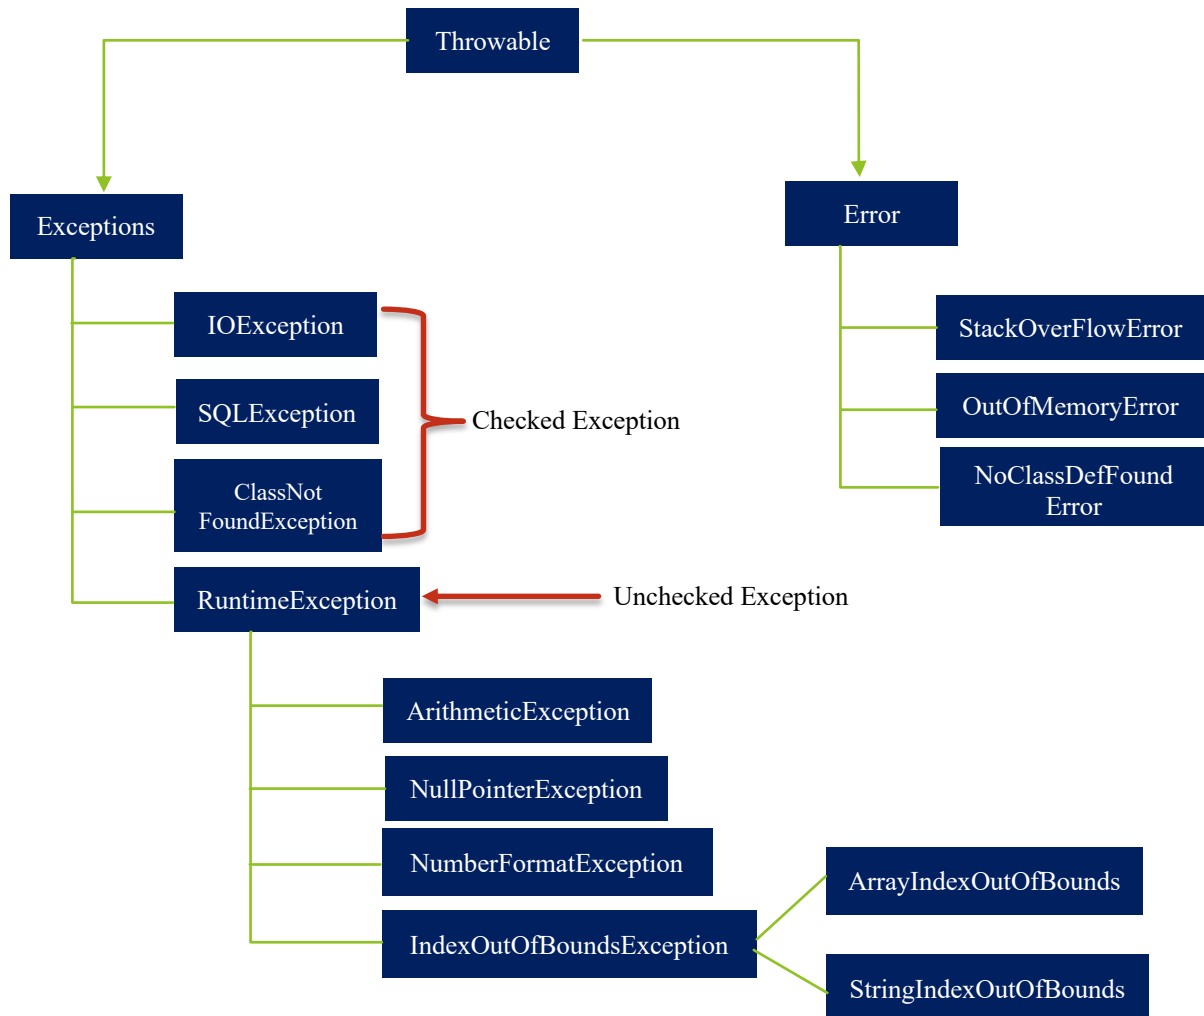 Throwable
Exceptions
Error
IOException
StackOverFlowError
SQLException
OutOfMemoryError
Checked Exception
ClassNot
FoundException
NoClassDefFound
Error
RuntimeException
Unchecked Exception
ArithmeticException
NullPointerException
NumberFormatException
ArrayIndexOutOfBounds
IndexOutOfBoundsException
StringIndexOutOfBounds